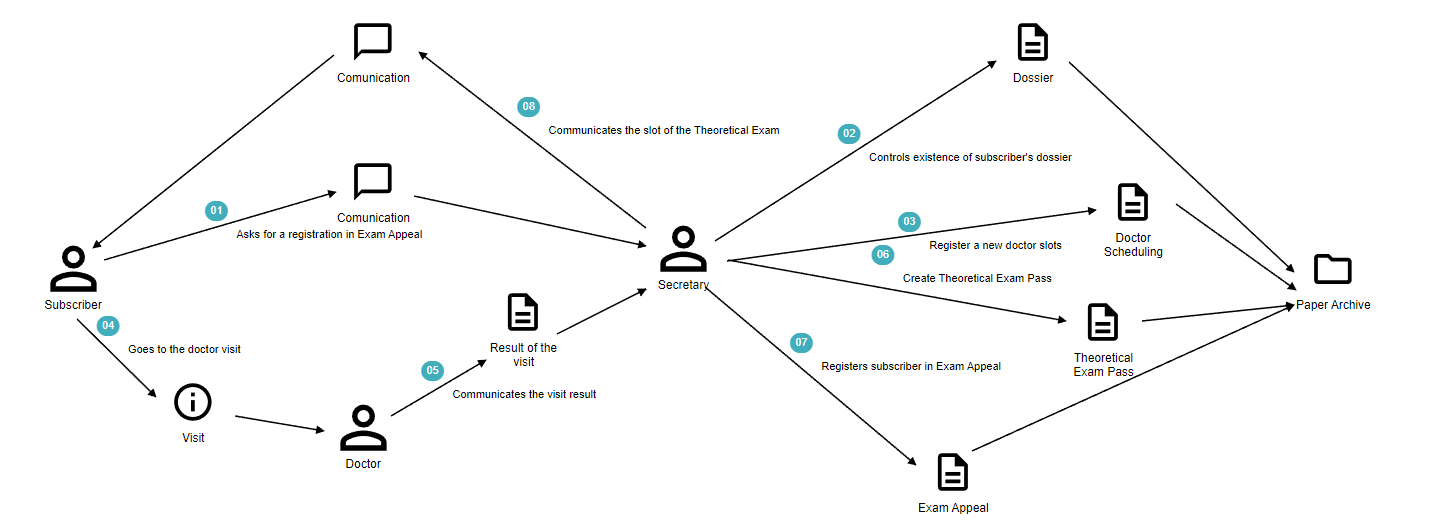 Comunication
Dossier
08
Communicates the slot of the Theoretical Exam
02
Controls existence of subscriber's dossier
01
Comunication
Asks for a registration in Exam Appeal
03
Register a new doctor slots
Doctor
Scheduling
06
Create Theoretical Exam Pass
Secretary
Subscriber
Paper Archive
04
Goes to the doctor visit
Result of the
visit
05
Communicates the visit result
07
Registers subscriber in Exam Appeal
Theoretical
Exam Pass
Visit
Doctor
Exam Appeal